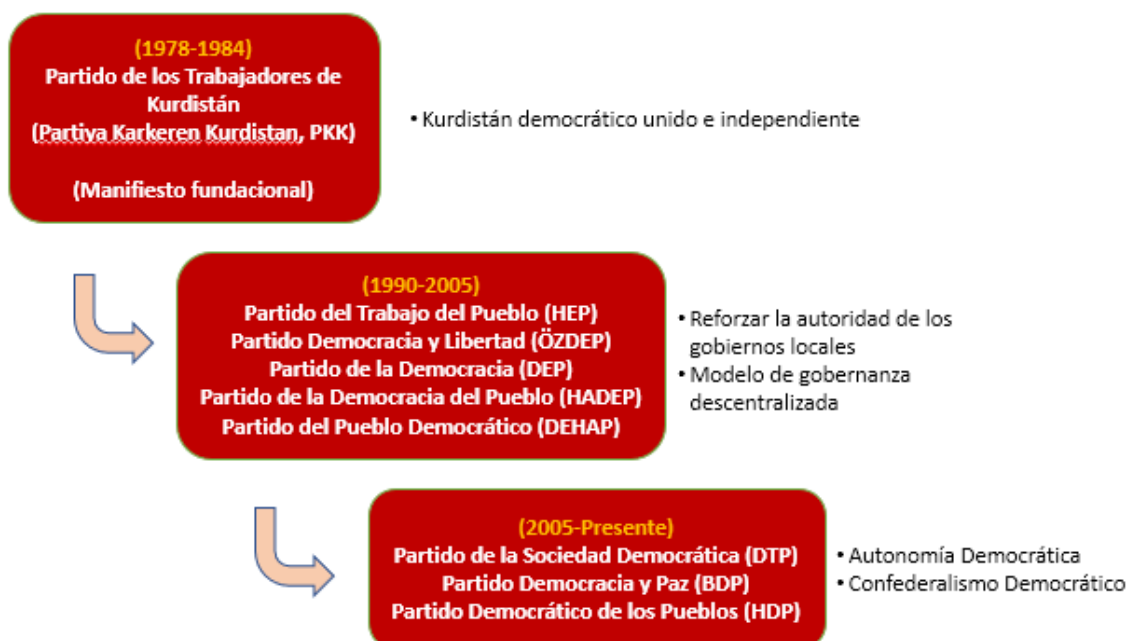 (1978-1984)
Partido de los Trabajadores de
Kurdistán
(Partiya Karkeren Kurdistan, PKK)
(Manifiesto fundacional)
• Kurdistán democrático unido e independiente
(1990-2005)
Partido del Trabajo del Pueblo (HEP)
Partido Democracia y Libertad (ÖZDEP)
Partido de la Democracia (DEP)
Partido de la Democracia del Pueblo (HADEP)
Partido del Pueblo Democrático (DEHAP)
• Reforzar la autoridad de los
gobiernos locales
• Modelo de gobernanza
descentralizada
(2005-Presente)
Partido de la Sociedad Democrática (DTP)
Partido Democracia y Paz (BDP)
Partido Democrático de los Pueblos (HDP)
• Autonomía Democrática
• Confederalismo Democrático